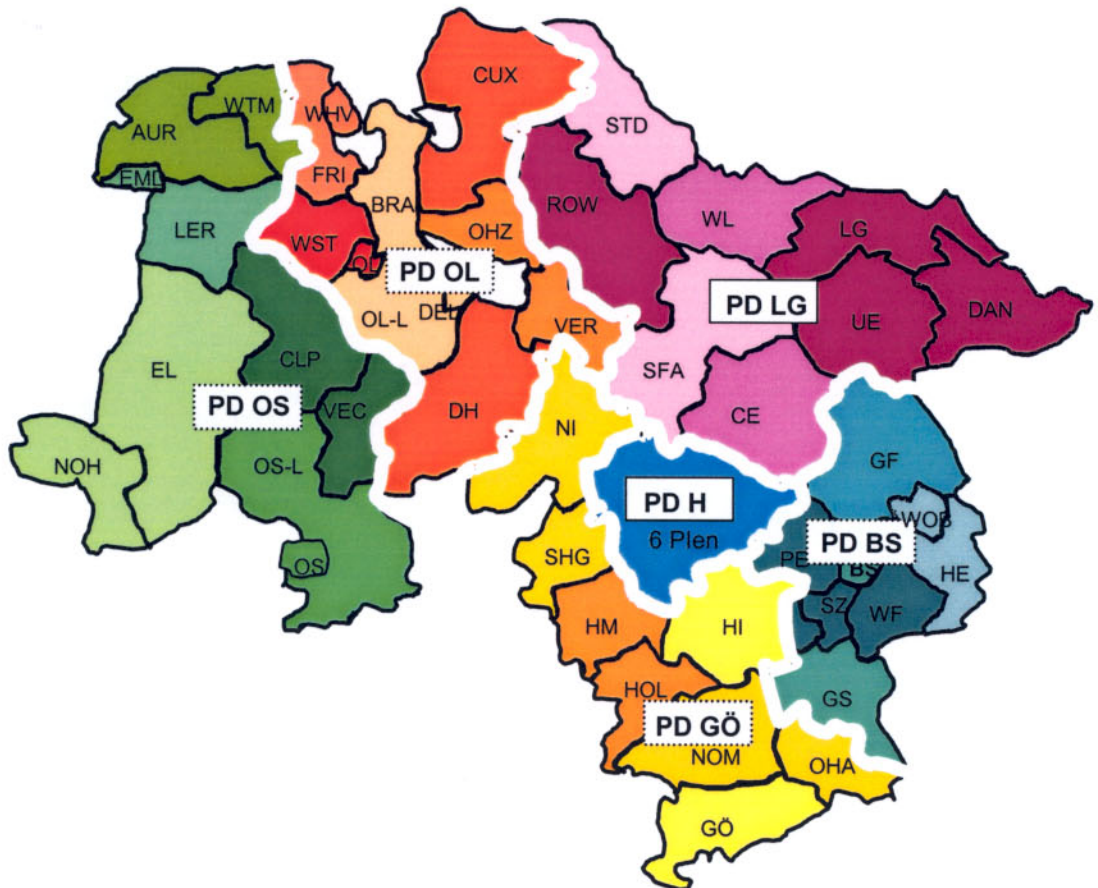 CUX
WTM
WHV
AUR
STD
EMD
FRI
BRA
ROW
WL
LER
WST
OHZ
LG
OL
PD OL
DEL
OL-L
PD LG
DAN
UE
VER
CLP
EL
SFA
PD OS
VEC
DH
CE
NI
NOH
OS-L
GF
PD H
6 PIen
WOB
PE
PD BS
SHG
BS
HE
OS
SZ
WF
HM
HI
HOL
GS
PD GÖ
NOM
OHA
GÖ